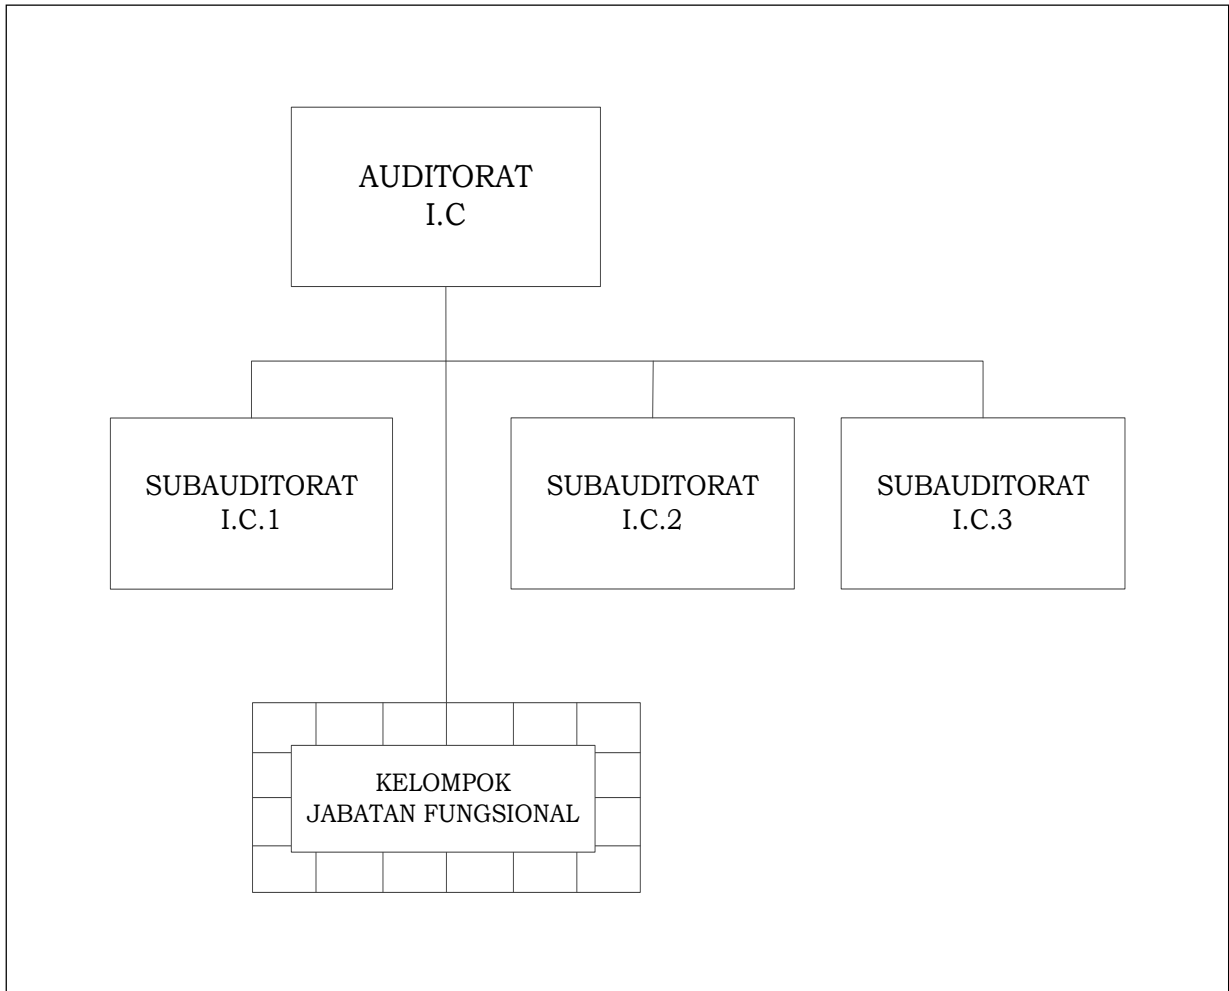 AUDITORAT
I.C
SUBAUDITORAT
I.C.1
SUBAUDITORAT
I.C.2
SUBAUDITORAT
I.C.3
KELOMPOK
JABATAN FUNGSIONAL